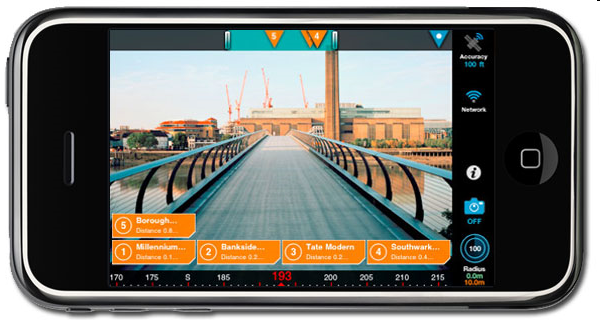 5
4
Accuracy
100 ft
Network
i
OFF
5 Borough...
Distance 0.8...
1 Millennium...
Distance 0.1...
2 Bankside...
Distance 0.2...
3 Tate Modern
Distance 0.2...
4 Southwark...
Distance 0.4...
100
Radius
0.0m
10.0m
170 175 S 185 193 200 205 210 215